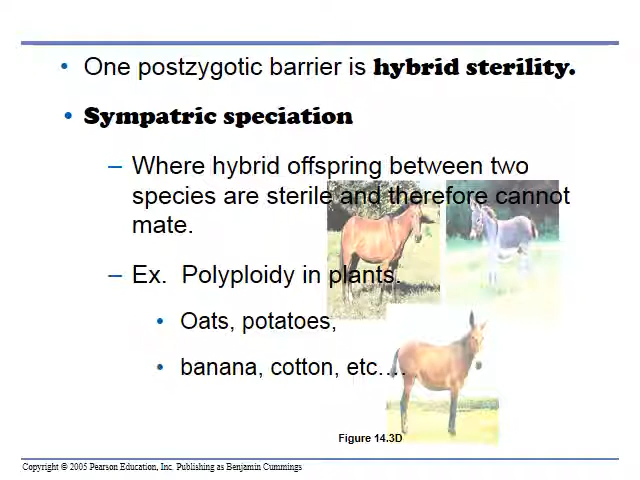 • One postzygotic barrier is hybrid sterility.
• Sympatric speciation
– Where hybrid offspring between two
species are sterile and therefore cannot
mate.
– Ex. Polyploidy in plants.
• Oats, potatoes,
• banana, cotton, etc….
Figure 14.3D
Copyright © 2005 Pearson Education, Inc. Publishing as Benjamin Cummings